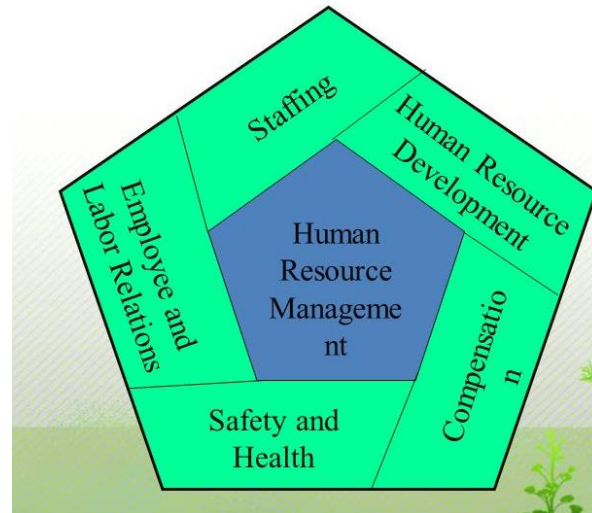 Staffing
Human Resource
Development
Employee and
Labor Relations
Human
Resource
Manageme
nt
Compensatio
n
Safety and
Health